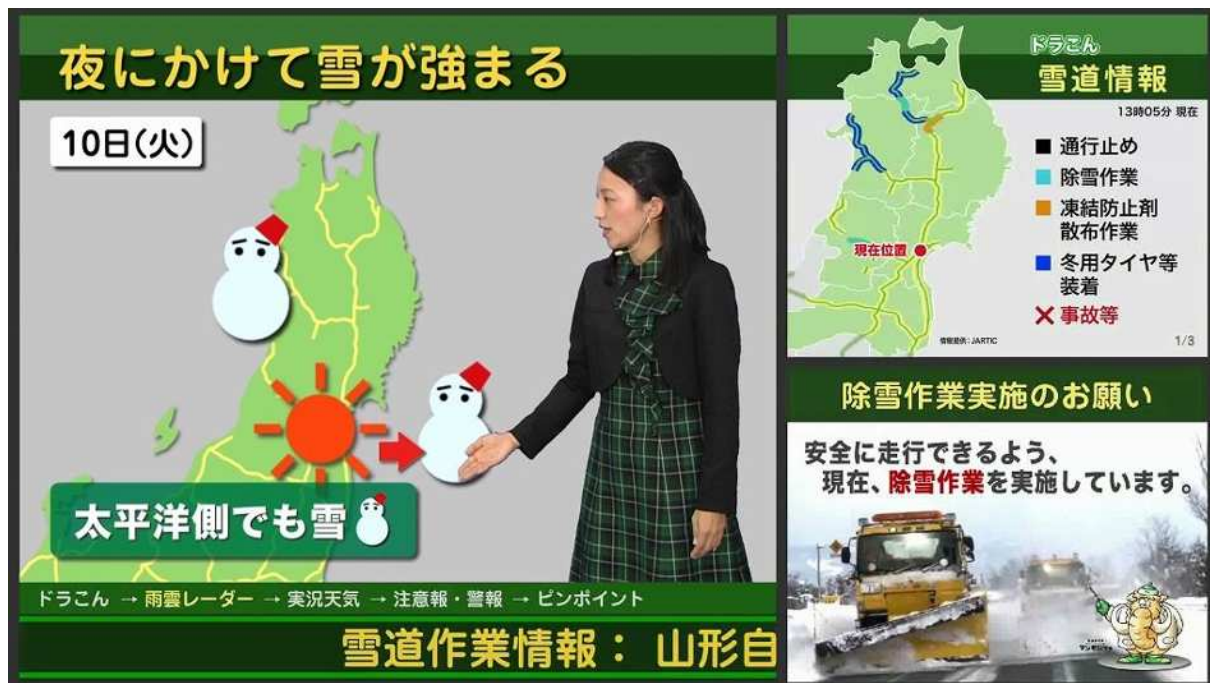 夜にかけて雪が強まる
10日(火)
太平洋側でも雪
ドラこん → 雨雲レーダー → 実況天気 → 注意報・警報 → ピンポイント
雪道作業情報： 山形自
ドラこん
雪道情報
13時05分 現在
通行止め
除雪作業
凍結防止剤
散布作業
冬用タイヤ等
装着
事故等
現在位置
情報提供：JARTIC
1/3
除雪作業実施のお願い
安全に走行できるよう、
現在、除雪作業を実施しています。